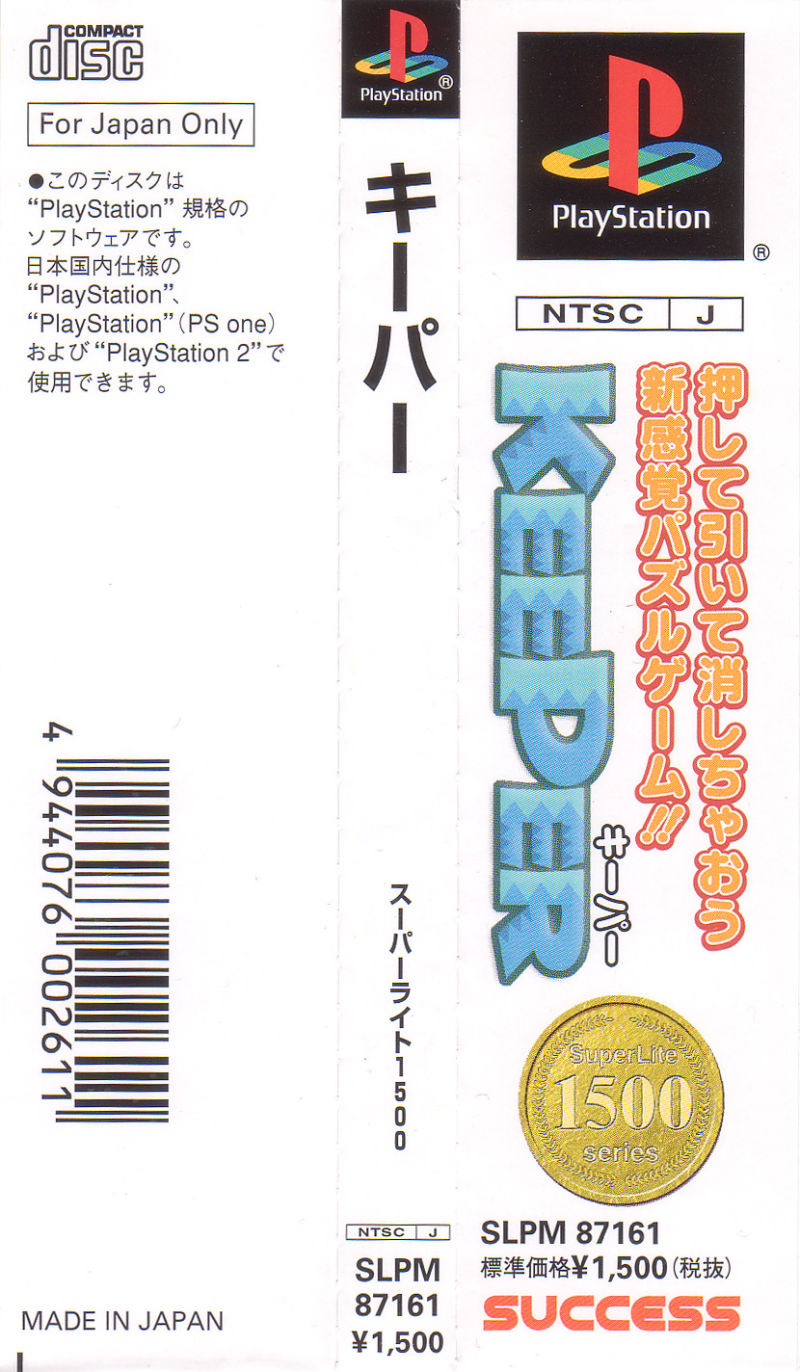 COMPACT
disc
For Japan Only
●このディスクは
“PlayStation” 規格の
ソフトウェアです。
日本国内仕様の
“PlayStation”、
“PlayStation”（PS one）
および“PlayStation 2”で
使用できます。
4 944076 002611
MADE IN JAPAN
PlayStation®
キーパー
スーパーライト1500
NTSC J
SLPM
87161
¥1,500
PlayStation
®
NTSC J
押して引いて消しちゃおう
新感覚パズルゲーム!!
KEEPER
キーパー
SuperLite
1500
series
SLPM 87161
標準価格¥1,500（税抜）
SUCCESS